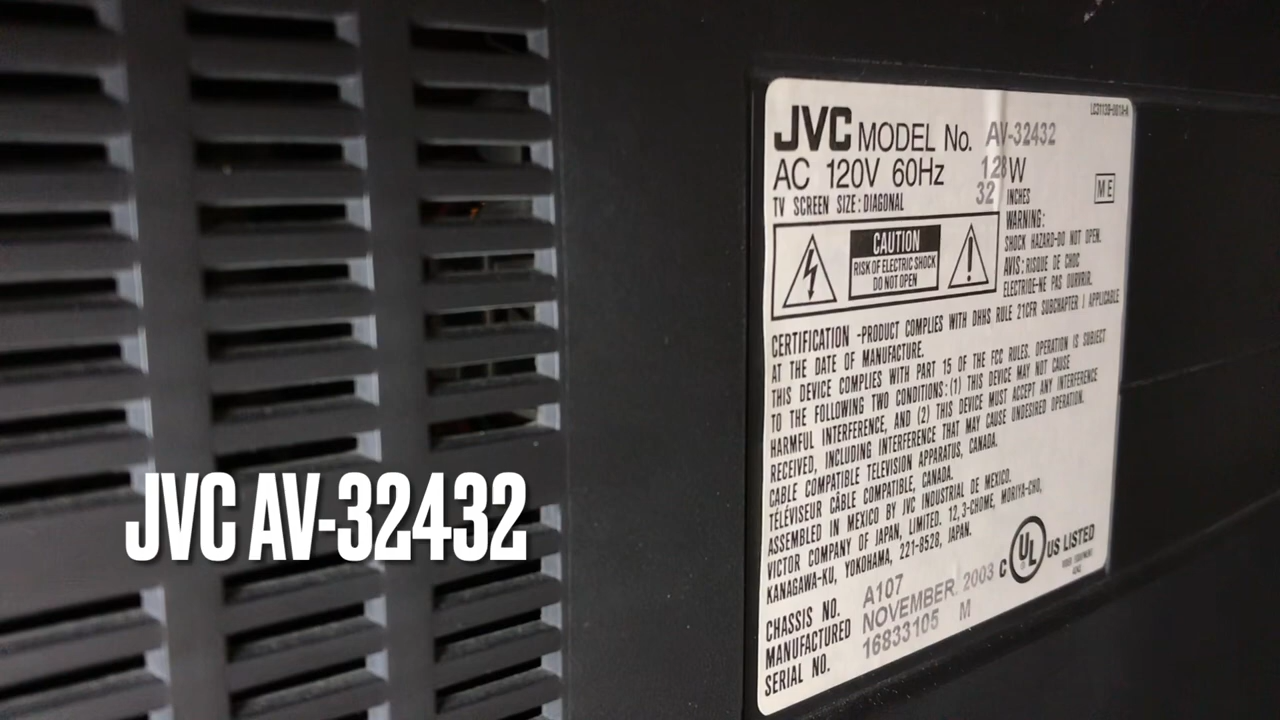 LC31128-001A-A
JVC MODEL No. AV-32432
AC 120V 60Hz 128W
TV SCREEN SIZE: DIAGONAL 32 INCHES
ME
CAUTION
RISK OF ELECTRIC SHOCK
DO NOT OPEN
WARNING:
SHOCK HAZARD-DO NOT OPEN.
AVIS: RISQUE DE CHOC
ELECTRIQE-NE PAS OUVRIR.
CERTIFICATION -PRODUCT COMPLIES WITH DHHS RULE 21CFR SUBCHAPTER J APPLICABLE
AT THE DATE OF MANUFACTURE.
THIS DEVICE COMPLIES WITH PART 15 OF THE FCC RULES. OPERATION IS SUBJECT
TO THE FOLLOWING TWO CONDITIONS: (1) THIS DEVICE MAY NOT CAUSE
HARMFUL INTERFERENCE, AND (2) THIS DEVICE MUST ACCEPT ANY INTERFERENCE
RECEIVED, INCLUDING INTERFERENCE THAT MAY CAUSE UNDESIRED OPERATION.
CABLE COMPATIBLE TELEVISION APPARATUS, CANADA.
TÉLÉVISEUR CÂBLE COMPATIBLE, CANADA.
ASSEMBLED IN MEXICO BY JVC INDUSTRIAL DE MEXICO.
VICTOR COMPANY OF JAPAN, LIMITED. 12, 3-CHOME, MORIYA-CHO,
KANAGAWA-KU, YOKOHAMA, 221-8528, JAPAN.
C UL US LISTED
CHASSIS NO. A107
MANUFACTURED NOVEMBER. 2003
SERIAL NO. 16833105 M
JVC AV-32432